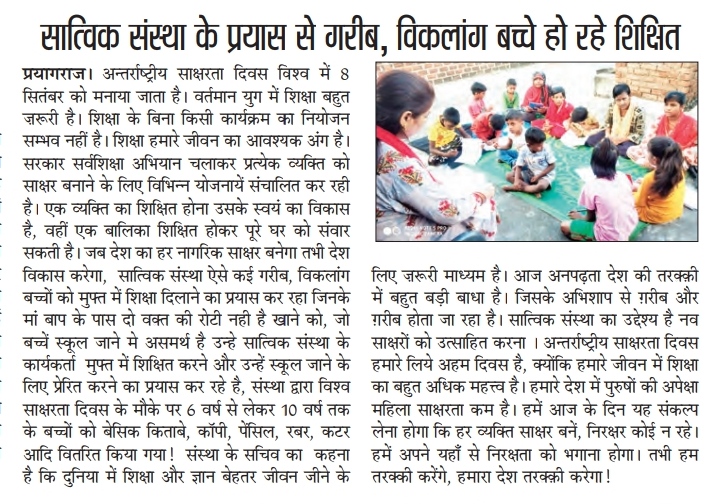 सात्विक संस्था के प्रयास से गरीब, विकलांग बच्चे हो रहे शिक्षित
प्रयागराज। अन्तर्राष्ट्रीय साक्षरता दिवस विश्व में 8
सितंबर को मनाया जाता है। वर्तमान युग में शिक्षा बहुत
ज़रूरी है। शिक्षा के बिना किसी कार्यक्रम का नियोजन
सम्भव नहीं है। शिक्षा हमारे जीवन का आवश्यक अंग है।
सरकार सर्वशिक्षा अभियान चलाकर प्रत्येक व्यक्ति को
साक्षर बनाने के लिए विभिन्न योजनायें संचालित कर रही
है। एक व्यक्ति का शिक्षित होना उसके स्वयं का विकास
है, वहीं एक बालिका शिक्षित होकर पूरे घर को संवार
सकती है। जब देश का हर नागरिक साक्षर बनेगा तभी देश
विकास करेगा, सात्विक संस्था ऐसे कई गरीब, विकलांग
बच्चों को मुफ्त में शिक्षा दिलाने का प्रयास कर रहा जिनके
मां बाप के पास दो वक्त की रोटी नही है खाने को, जो
बच्चें स्कूल जाने मे असमर्थ है उन्हे सात्विक संस्था के
कार्यकर्ता मुफ्त में शिक्षित करने और उन्हें स्कूल जाने के
लिए प्रेरित करने का प्रयास कर रहे है, संस्था द्वारा विश्व
साक्षरता दिवस के मौके पर 6 वर्ष से लेकर 10 वर्ष तक
के बच्चों को बेसिक किताबे, कॉपी, पेंसिल, रबर, कटर
आदि वितरित किया गया! संस्था के सचिव का कहना
है कि दुनिया में शिक्षा और ज्ञान बेहतर जीवन जीने के
लिए जरूरी माध्यम है। आज अनपढ़ता देश की तरक्की
में बहुत बड़ी बाधा है। जिसके अभिशाप से ग़रीब और
ग़रीब होता जा रहा है। सात्विक संस्था का उद्देश्य है नव
साक्षरों को उत्साहित करना । अन्तर्राष्ट्रीय साक्षरता दिवस
हमारे लिये अहम दिवस है, क्योंकि हमारे जीवन में शिक्षा
का बहुत अधिक महत्त्व है। हमारे देश में पुरुषों की अपेक्षा
महिला साक्षरता कम है। हमें आज के दिन यह संकल्प
लेना होगा कि हर व्यक्ति साक्षर बनें, निरक्षर कोई न रहे।
हमें अपने यहाँ से निरक्षता को भगाना होगा। तभी हम
तरक्की करेंगे, हमारा देश तरक्क़ी करेगा!